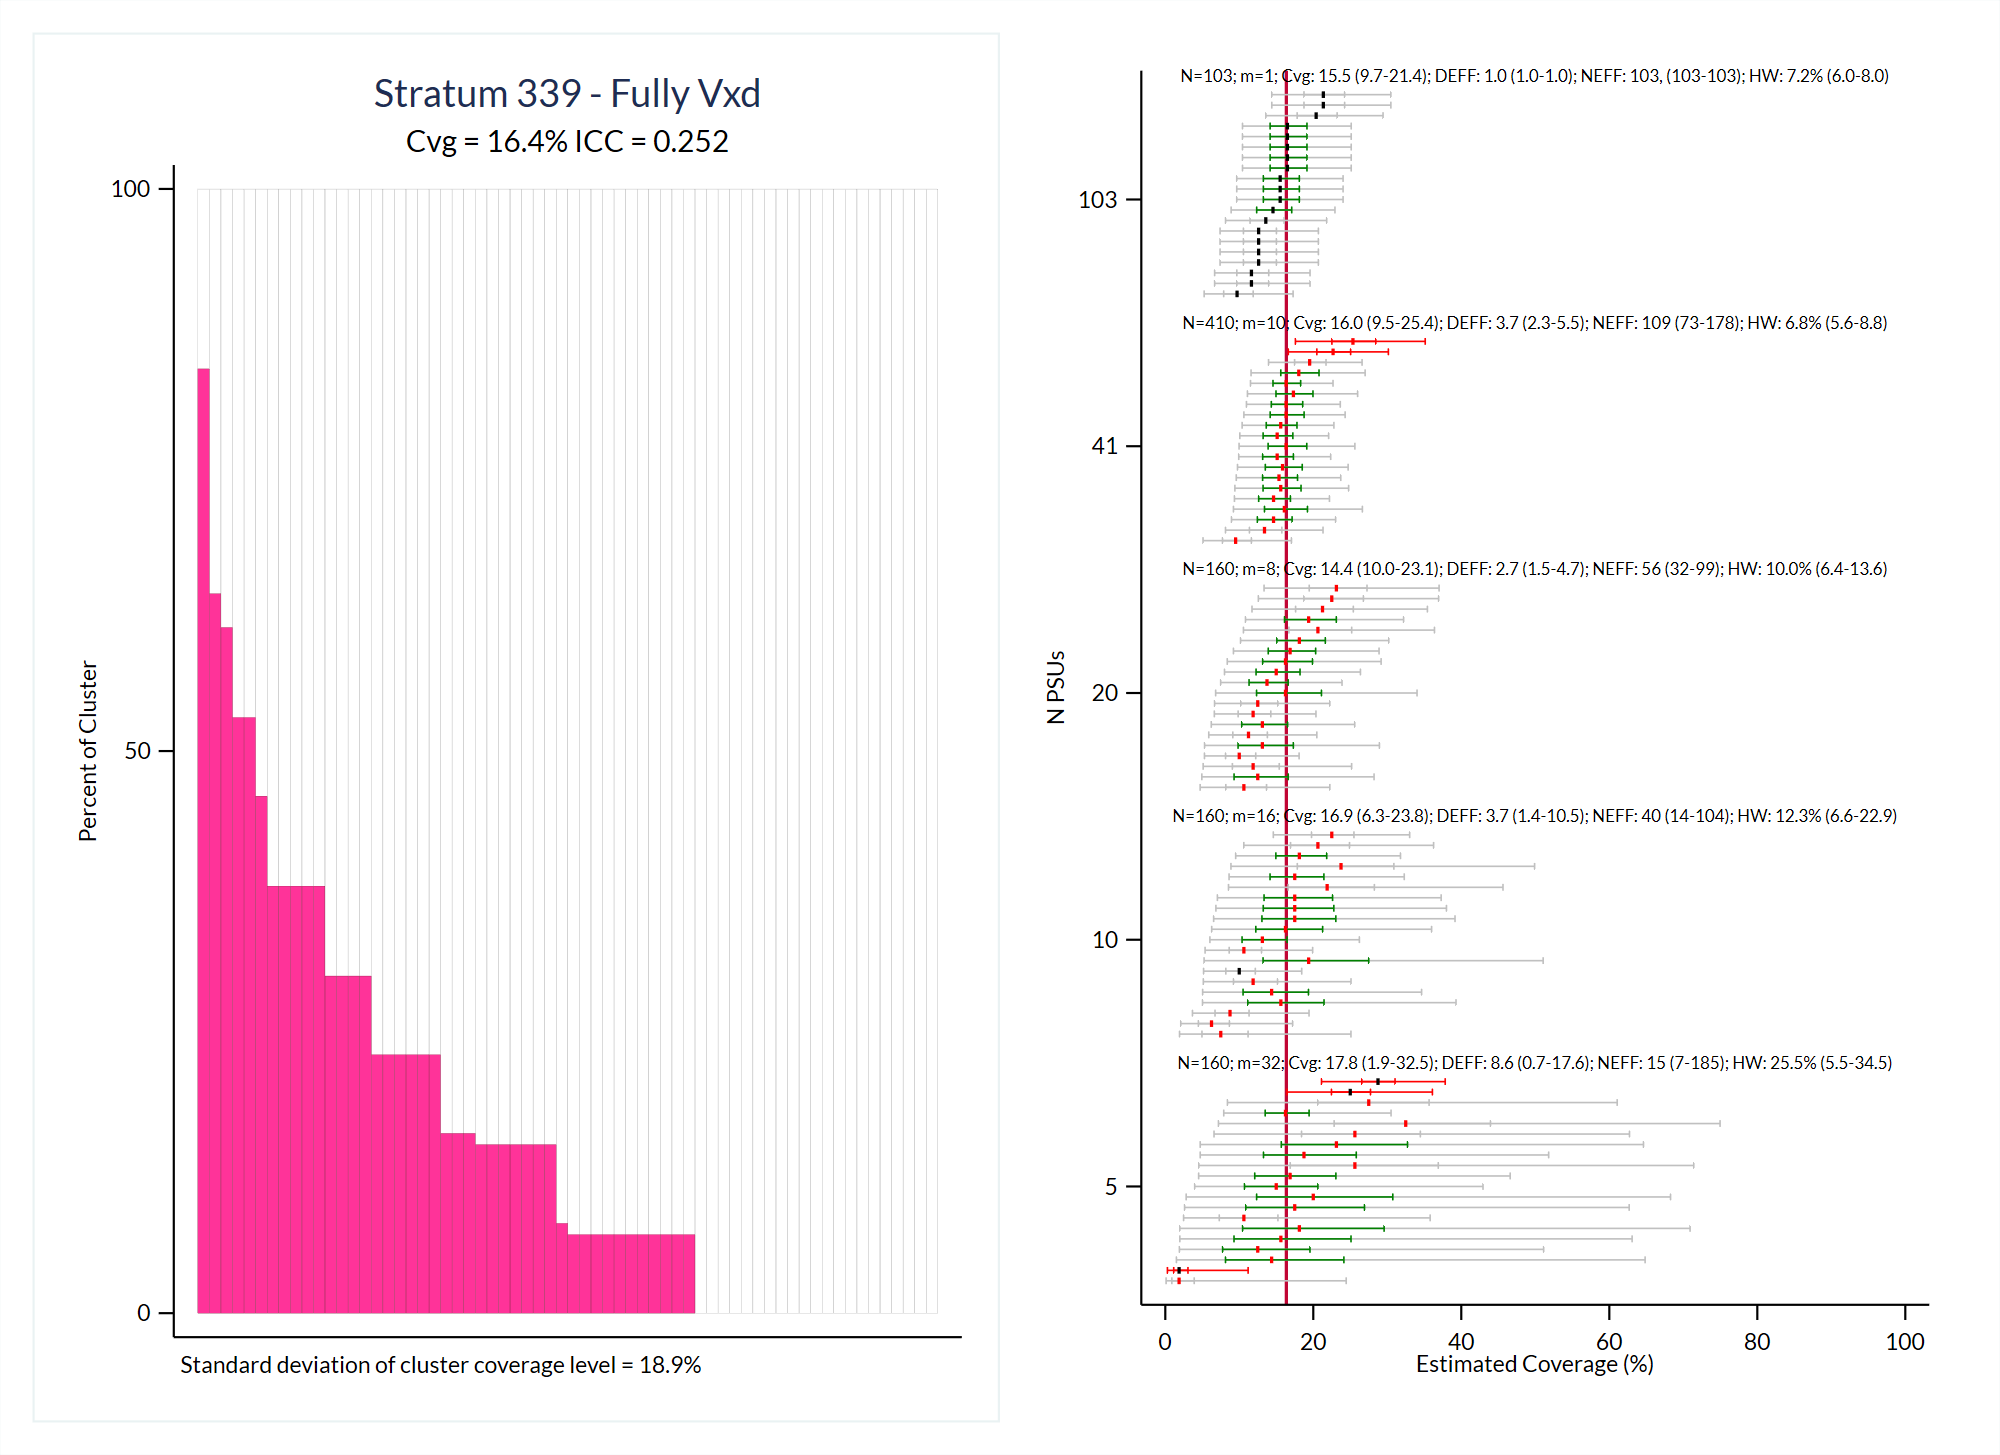 Stratum 339 - Fully Vxd
Cvg = 16.4% ICC = 0.252
100
50
0
Percent of Cluster
Standard deviation of cluster coverage level = 18.9%
N=103; m=1; Cvg: 15.5 (9.7-21.4); DEFF: 1.0 (1.0-1.0); NEFF: 103, (103-103); HW: 7.2% (6.0-8.0)
103
N=410; m=10; Cvg: 16.0 (9.5-25.4); DEFF: 3.7 (2.3-5.5); NEFF: 109 (73-178); HW: 6.8% (5.6-8.8)
41
N=160; m=8; Cvg: 14.4 (10.0-23.1); DEFF: 2.7 (1.5-4.7); NEFF: 56 (32-99); HW: 10.0% (6.4-13.6)
20
N=160; m=16; Cvg: 16.9 (6.3-23.8); DEFF: 3.7 (1.4-10.5); NEFF: 40 (14-104); HW: 12.3% (6.6-22.9)
10
N=160; m=32; Cvg: 17.8 (1.9-32.5); DEFF: 8.6 (0.7-17.6); NEFF: 15 (7-185); HW: 25.5% (5.5-34.5)
5
N PSUs
0 20 40 60 80 100
Estimated Coverage (%)